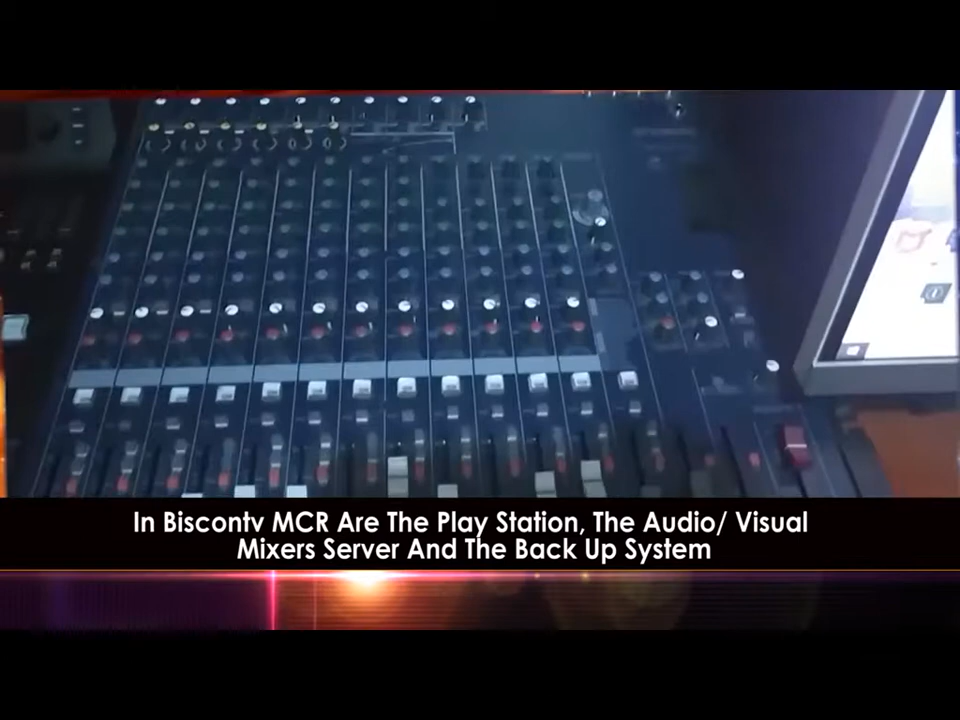 In Biscontv MCR Are The Play Station, The Audio/ Visual
Mixers Server And The Back Up System